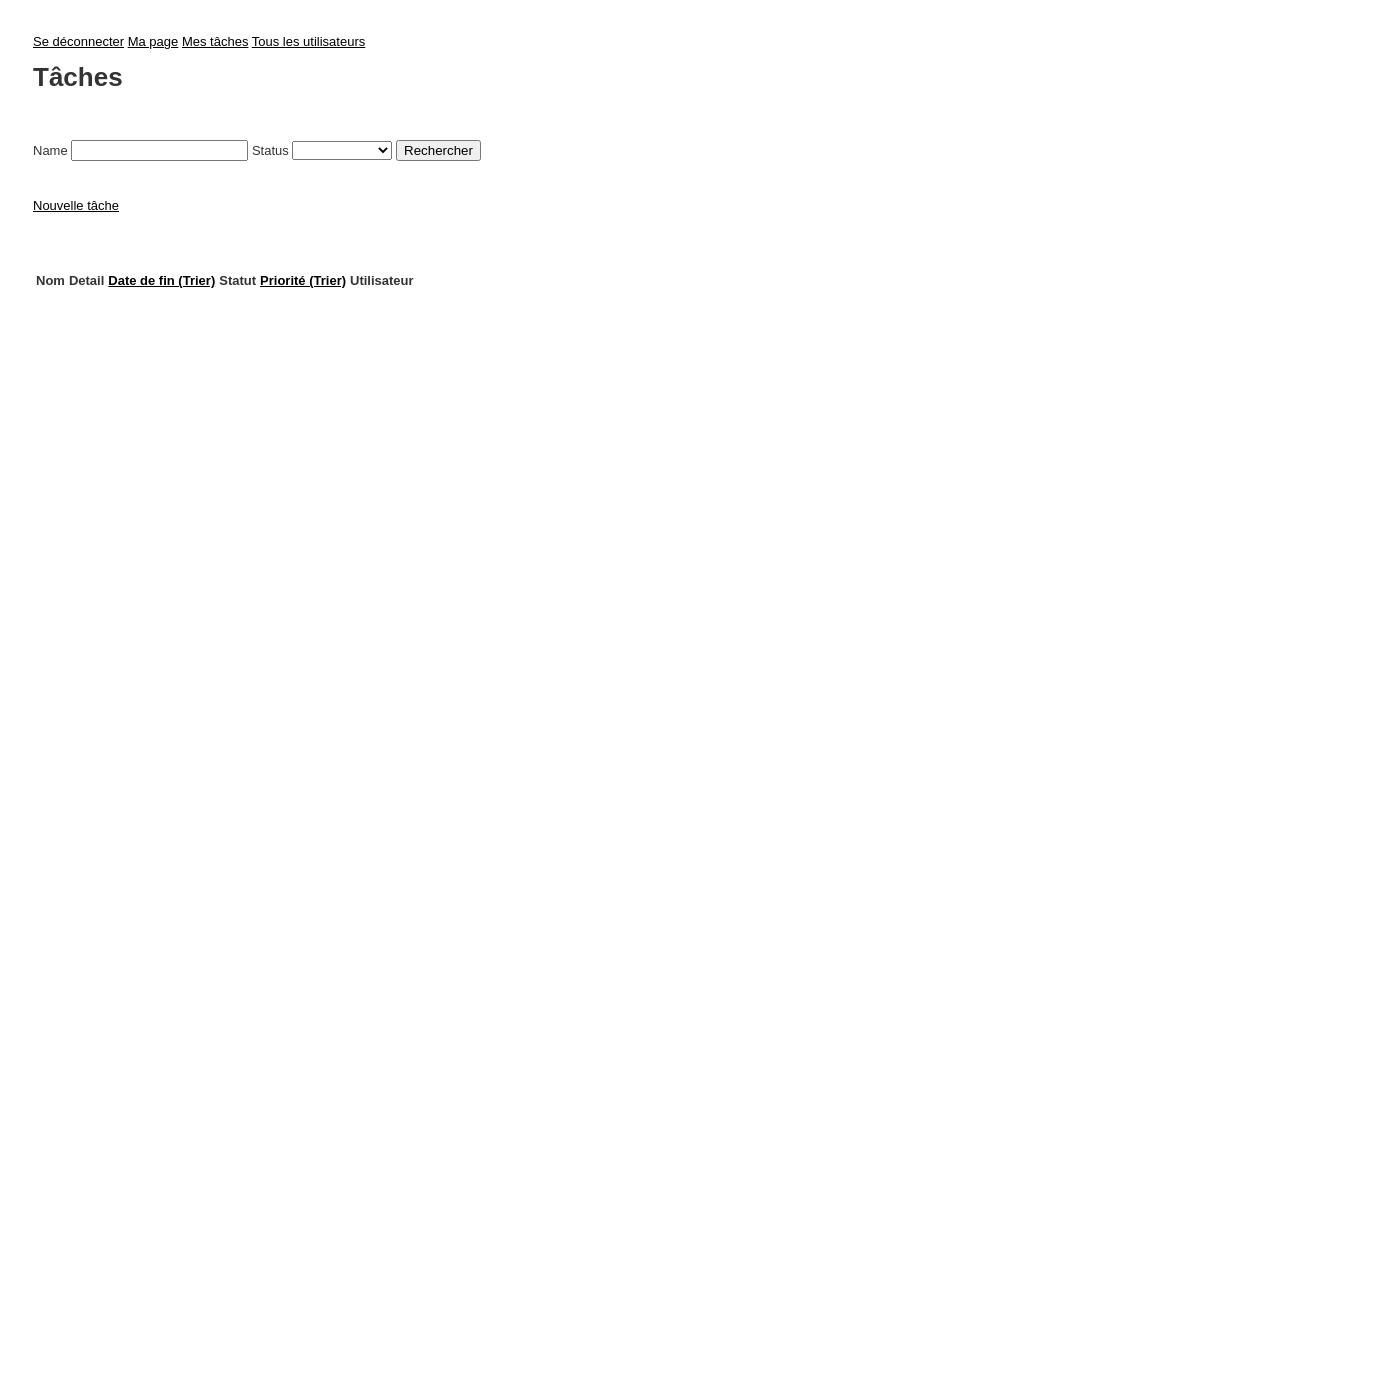 Se déconnecter Ma page Mes tâches Tous les utilisateurs
Tâches
Name Status Rechercher
Nouvelle tâche
Nom Detail Date de fin (Trier) Statut Priorité (Trier) Utilisateur